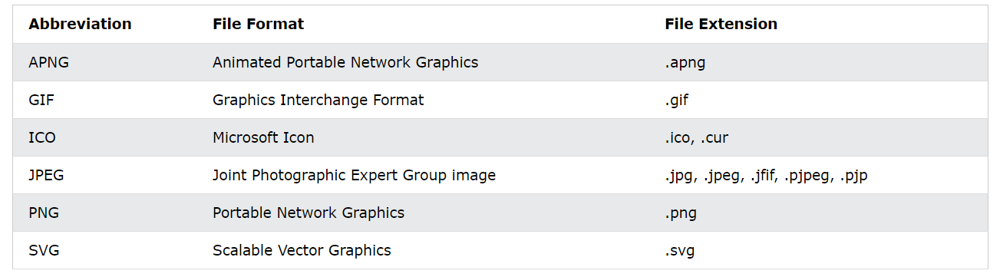 Abbreviation File Format File Extension
APNG Animated Portable Network Graphics .apng
GIF Graphics Interchange Format .gif
ICO Microsoft Icon .ico, .cur
JPEG Joint Photographic Expert Group image .jpg, .jpeg, .jfif, .pjpeg, .pjp
PNG Portable Network Graphics .png
SVG Scalable Vector Graphics .svg